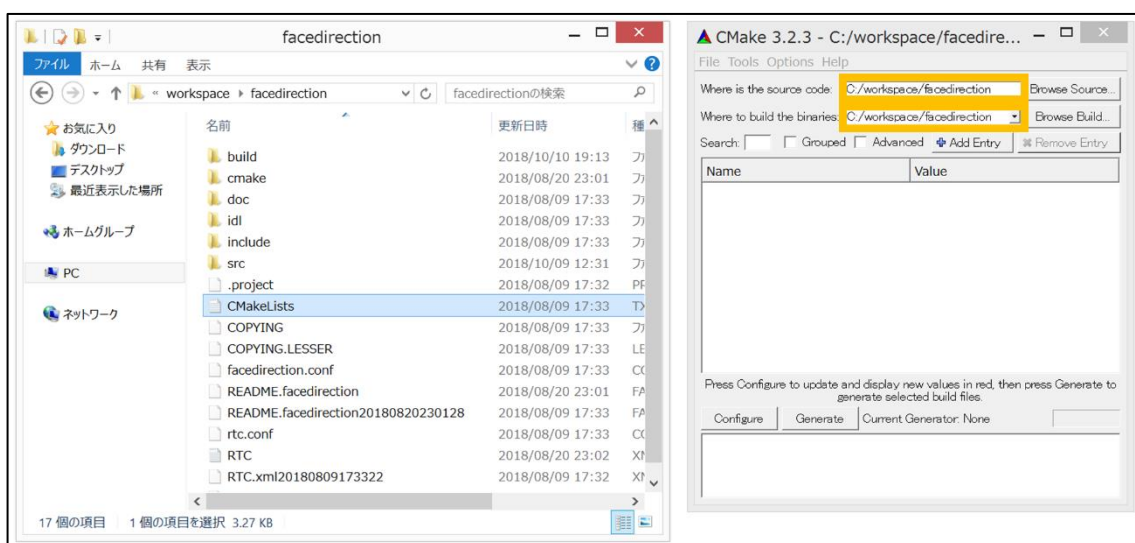 facedirection
ファイル ホーム 共有 表示
« workspace facedirection facedirectionの検索
お気に入り
ダウンロード
デスクトップ
最近表示した場所
ホームグループ
PC
ネットワーク
名前 更新日時 種
build 2018/10/10 19:13
cmake 2018/08/20 23:01
doc 2018/08/09 17:33
idl 2018/08/09 17:33
include 2018/08/09 17:33
src 2018/10/09 12:31
.project 2018/08/09 17:32
CMakeLists 2018/08/09 17:33
COPYING 2018/08/09 17:33
COPYING.LESSER 2018/08/09 17:33 LE
facedirection.conf 2018/08/09 17:33
README.facedirection 2018/08/20 23:01 FA
README.facedirection20180820230128 2018/08/09 17:33 FA
rtc.conf 2018/08/09 17:33
RTC 2018/08/20 23:02
RTC.xml20180809173322 2018/08/09 17:32
17 個の項目 1 個の項目を選択 3.27 KB
CMake 3.2.3 - C:/workspace/facedire...
File Tools Options Help
Where is the source code: C:/workspace/facedirection Browse Source...
Where to build the binaries: C:/workspace/facedirection Browse Build...
Search: Grouped Advanced Add Entry Remove Entry
Name Value
Press Configure to update and display new values in red, then press Generate to
generate selected build files.
Configure Generate Current Generator: None